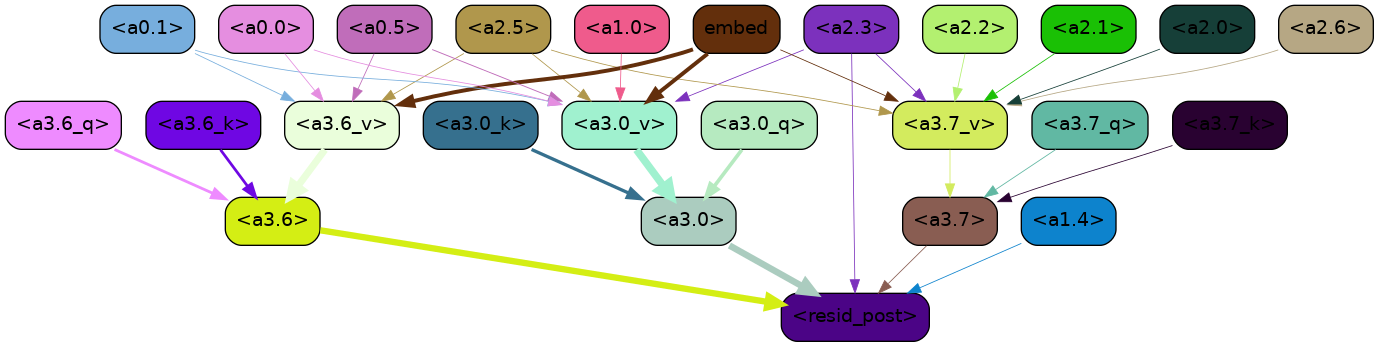 <a0.1> <a0.0> <a0.5> <a2.5> <a1.0> embed <a2.3> <a2.2> <a2.1> <a2.0> <a2.6>
<a3.6_q> <a3.6_k> <a3.6_v> <a3.0_k> <a3.0_v> <a3.0_q> <a3.7_v> <a3.7_q> <a3.7_k>
<a3.6> <a3.0> <a3.7> <a1.4>
<resid_post>